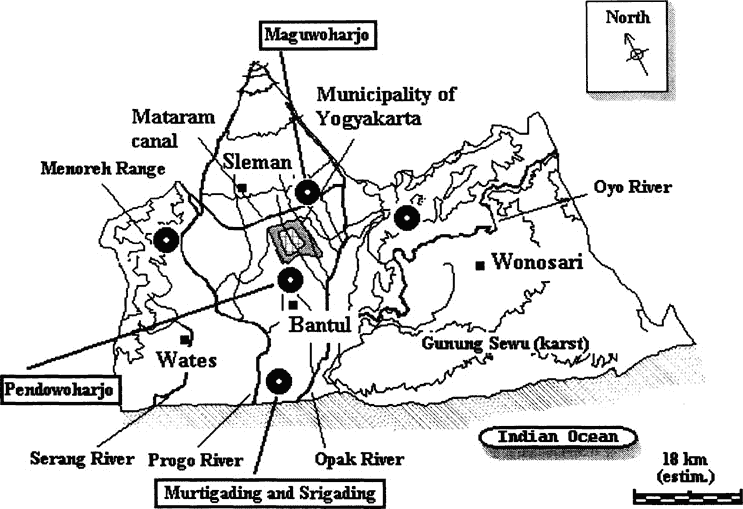 Maguwoharjo
North
Municipality of
Yogyakarta
Mataram
canal
Sleman
Menoreh Range
Oyo River
Wonosari
Bantul
Gunung Sewu (karst)
Wates
Pendowoharjo
Indian Ocean
Serang River
Progo River
Opak River
18 km
(estim.)
Murtigading and Srigading